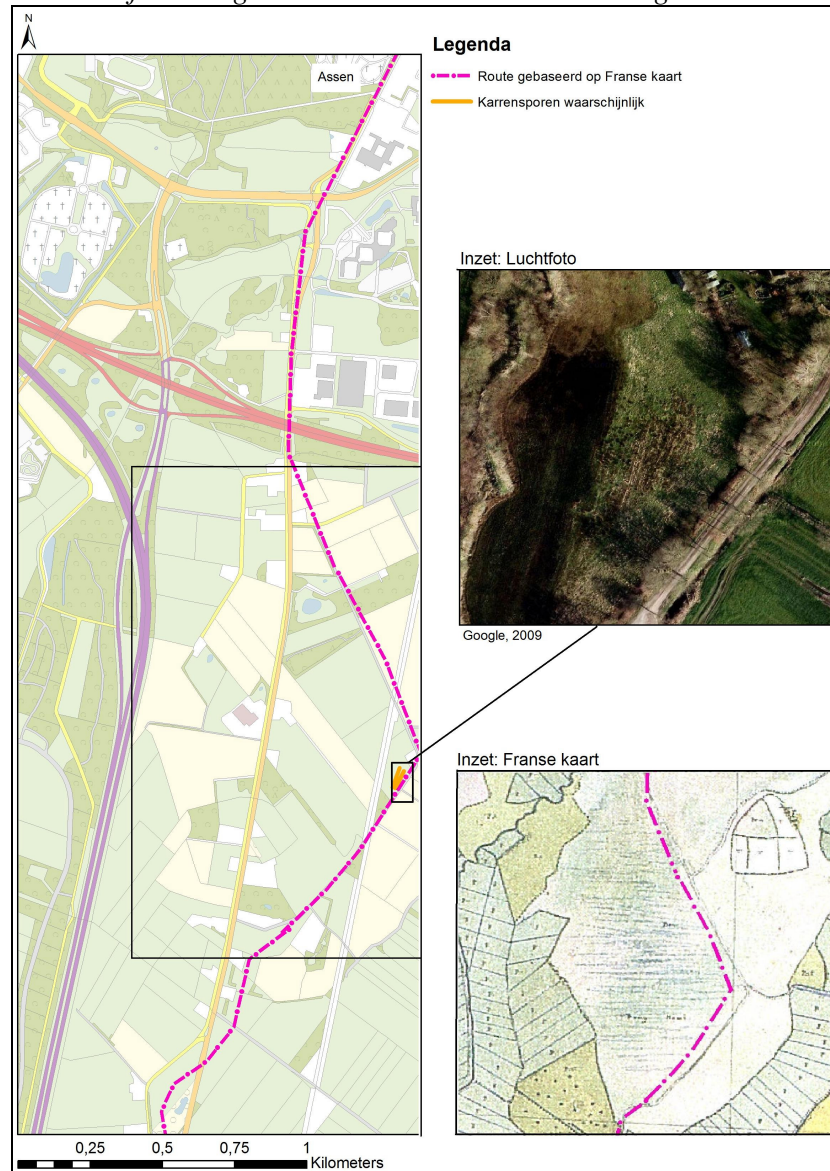 N
Assen
Legenda
Route gebaseerd op Franse kaart
Karrensporen waarschijnlijk
Inzet: Luchtfoto
Google, 2009
Inzet: Franse kaart
0,25 0,5 0,75 1
Kilometers